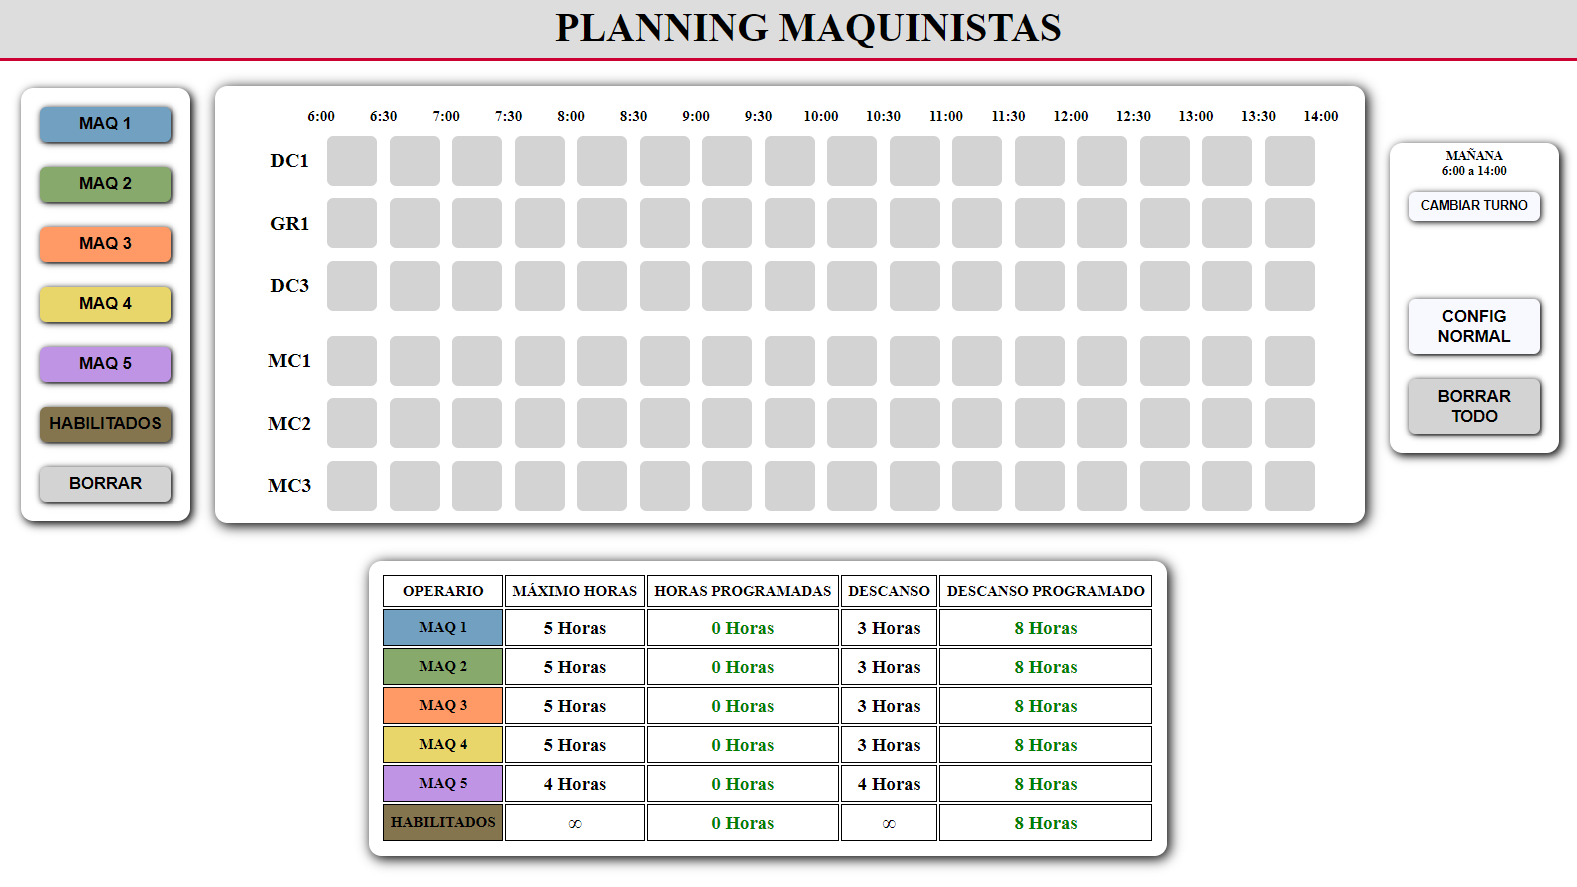 PLANNING MAQUINISTAS
MAQ 1
MAQ 2
MAQ 3
MAQ 4
MAQ 5
HABILITADOS
BORRAR
6:00 6:30 7:00 7:30 8:00 8:30 9:00 9:30 10:00 10:30 11:00 11:30 12:00 12:30 13:00 13:30 14:00
DC1
GR1
DC3
MC1
MC2
MC3
MAÑANA
6:00 a 14:00
CAMBIAR TURNO
CONFIG
NORMAL
BORRAR
TODO
OPERARIO MÁXIMO HORAS HORAS PROGRAMADAS DESCANSO DESCANSO PROGRAMADO
MAQ 1 5 Horas 0 Horas 3 Horas 8 Horas
MAQ 2 5 Horas 0 Horas 3 Horas 8 Horas
MAQ 3 5 Horas 0 Horas 3 Horas 8 Horas
MAQ 4 5 Horas 0 Horas 3 Horas 8 Horas
MAQ 5 4 Horas 0 Horas 4 Horas 8 Horas
HABILITADOS ∞ 0 Horas ∞ 8 Horas